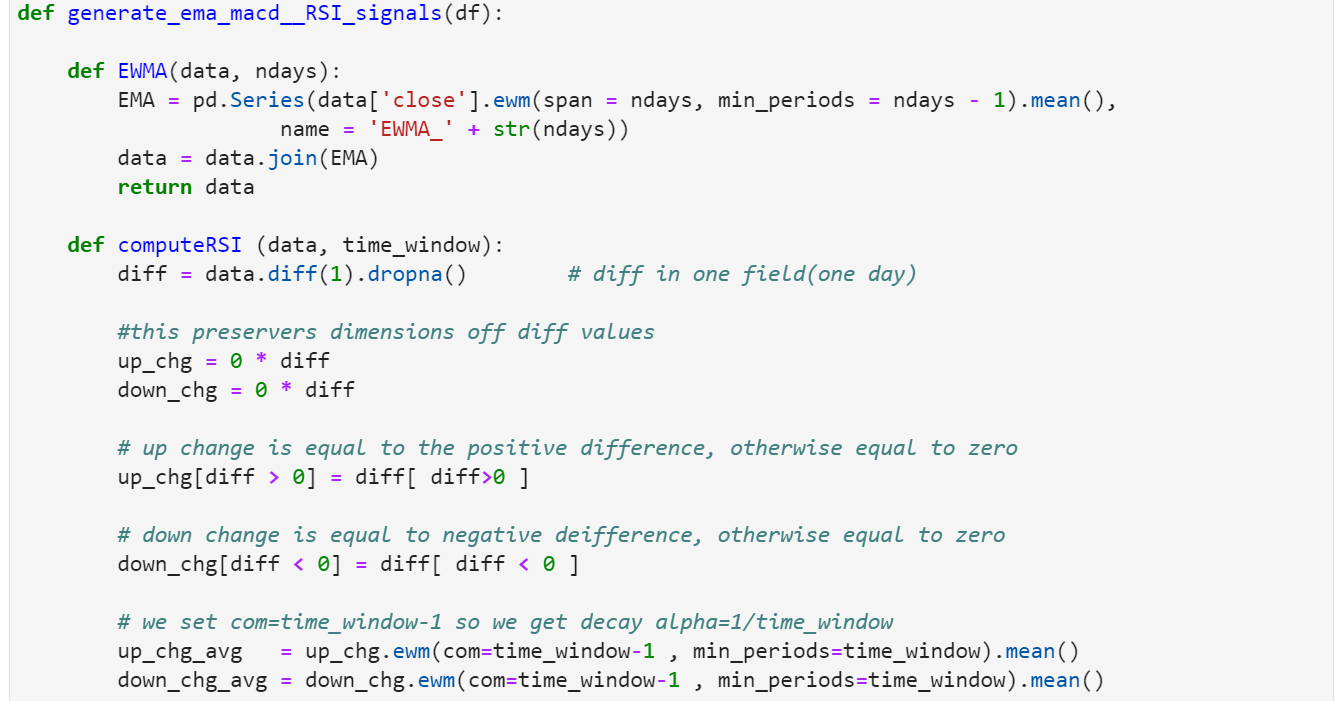 def generate_ema_macd__RSI_signals(df):
    def EWMA(data, ndays):
        EMA = pd.Series(data['close'].ewm(span = ndays, min_periods = ndays - 1).mean(),
                     name = 'EWMA_' + str(ndays))
        data = data.join(EMA)
        return data
    def computeRSI (data, time_window):
        diff = data.diff(1).dropna()        # diff in one field(one day)
        #this preservers dimensions off diff values
        up_chg = 0 * diff
        down_chg = 0 * diff
        # up change is equal to the positive difference, otherwise equal to zero
        up_chg[diff > 0] = diff[ diff>0 ]
        # down change is equal to negative deifference, otherwise equal to zero
        down_chg[diff < 0] = diff[ diff < 0 ]
        # we set com=time_window-1 so we get decay alpha=1/time_window
        up_chg_avg   = up_chg.ewm(com=time_window-1 , min_periods=time_window).mean()
        down_chg_avg = down_chg.ewm(com=time_window-1 , min_periods=time_window).mean()